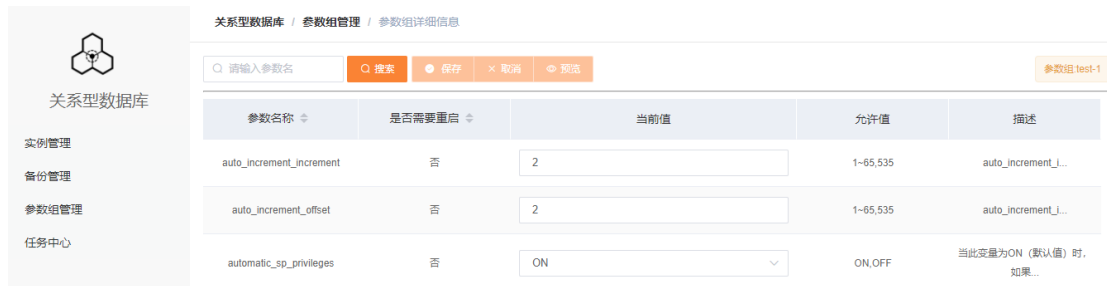 关系型数据库 / 参数组管理 / 参数组详细信息
请输入参数名 搜索 保存 × 取消 预览 参数组:test-1
关系型数据库
实例管理
备份管理
参数组管理
任务中心
参数名称 是否需要重启 当前值 允许值 描述
auto_increment_increment 否 2 1~65,535 auto_increment_i...
auto_increment_offset 否 2 1~65,535 auto_increment_i...
automatic_sp_privileges 否 ON ON,OFF 当此变量为ON（默认值）时，
如果...